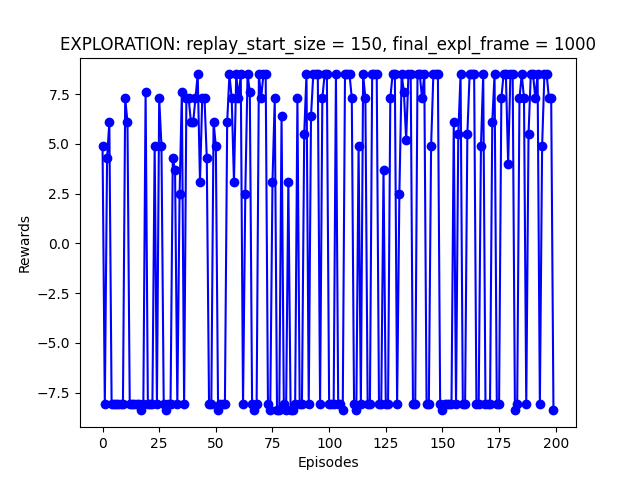 EXPLORATION: replay_start_size = 150, final_expl_frame = 1000
7.5
5.0
2.5
0.0
−2.5
−5.0
−7.5
Rewards
0 25 50 75 100 125 150 175 200
Episodes